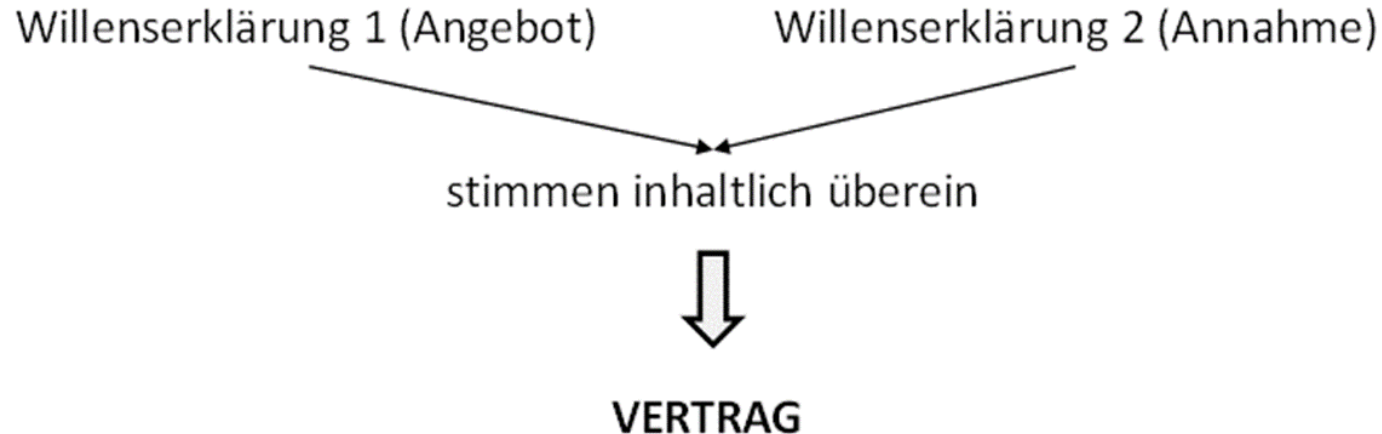 Willenserklärung 1 (Angebot) Willenserklärung 2 (Annahme)
stimmen inhaltlich überein
VERTRAG